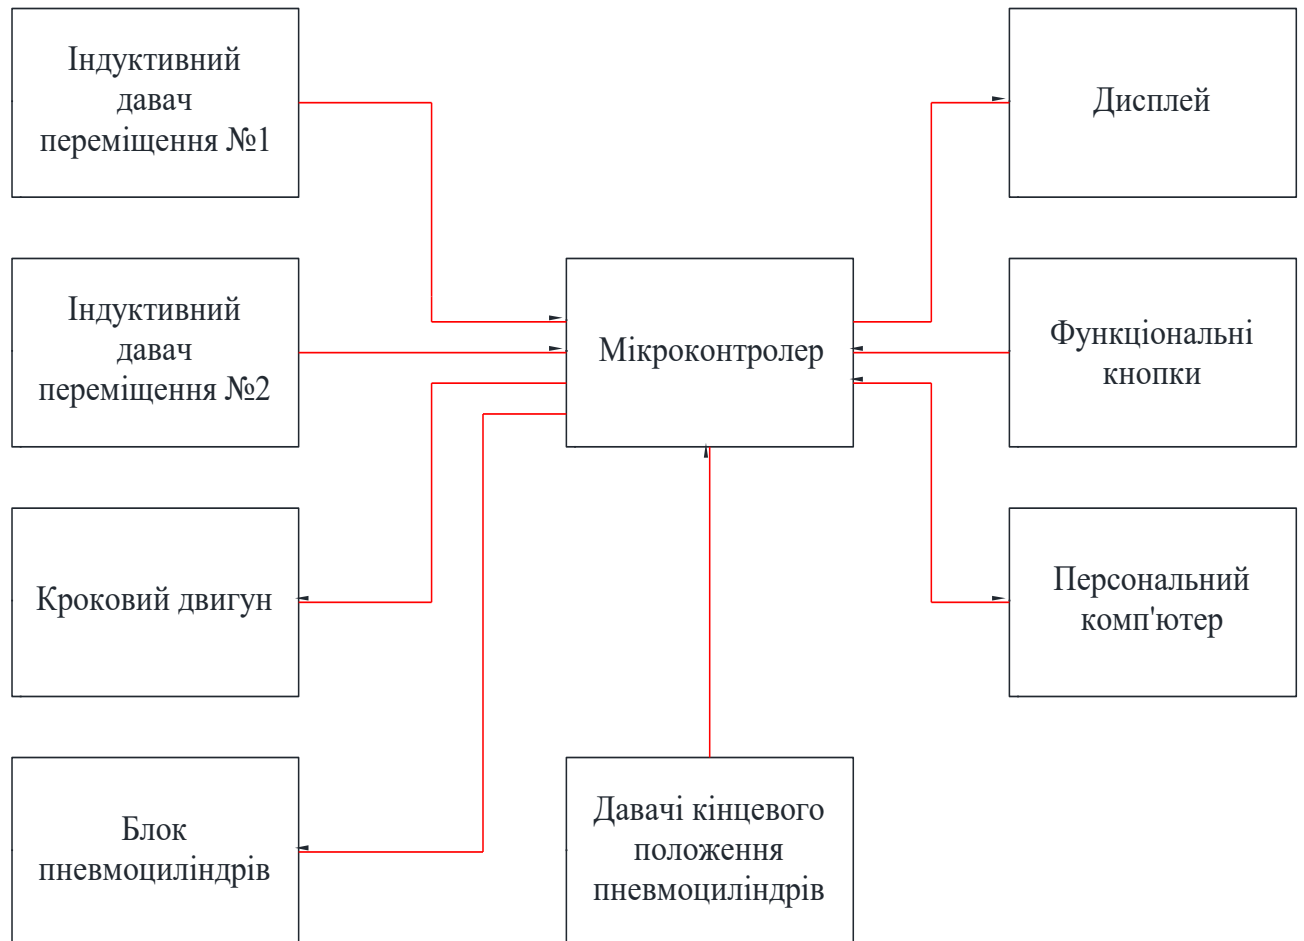 Індуктивний
давач
переміщення №1
Дисплей
Індуктивний
давач
переміщення №2
Мікроконтролер
Функціональні
кнопки
Кроковий двигун
Персональний
комп'ютер
Блок
пневмоциліндрів
Давачі кінцевого
положення
пневмоциліндрів